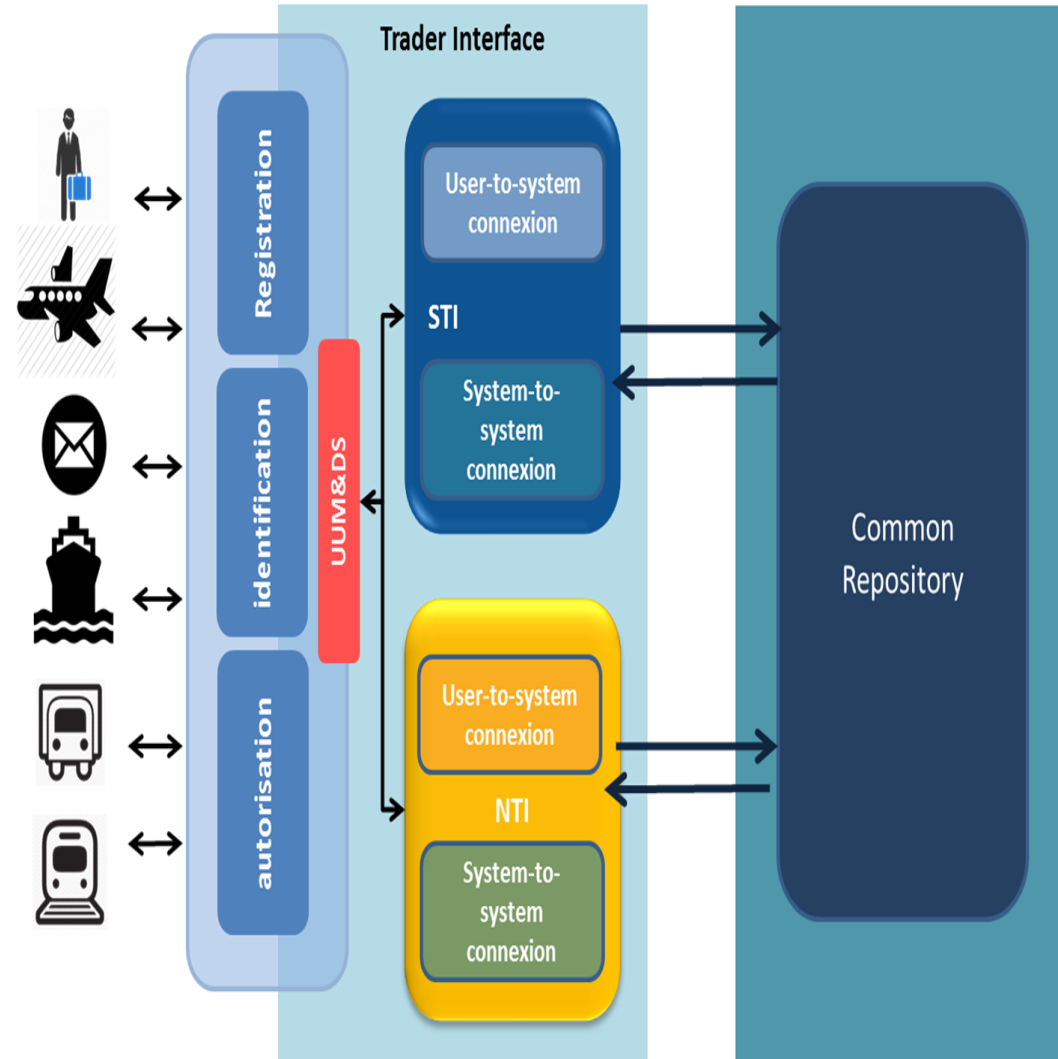 Trader Interface
Registration
identification
autorisation
UUM&DS
User-to-system
connexion
STI
System-to-
system
connexion
User-to-system
connexion
NTI
System-to-
system
connexion
Common
Repository